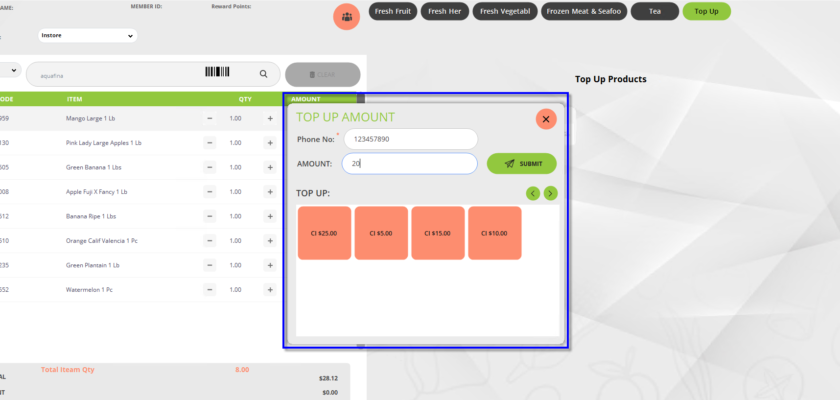 AME: MEMBER ID: Reward Points:
Fresh Fruit Fresh Her Fresh Vegetabl Frozen Meat & Seafoo Tea Top Up
Instore
aquafina CLEAR
Top Up Products
ODE ITEM QTY AMOUNT
959 Mango Large 1 Lb − 1.00 +
130 Pink Lady Large Apples 1 Lb − 1.00 +
505 Green Banana 1 Lbs − 1.00 +
008 Apple Fuji X Fancy 1 Lb − 1.00 +
612 Banana Ripe 1 Lbs − 1.00 +
510 Orange Calif Valencia 1 Pc − 1.00 +
235 Green Plantain 1 Lb − 1.00 +
552 Watermelon 1 Pc − 1.00 +
TOP UP AMOUNT
Phone No: * 123457890
AMOUNT: 20 SUBMIT
TOP UP:
CI $25.00 CI $5.00 CI $15.00 CI $10.00
Total Iteam Qty 8.00
AL $28.12
NT $0.00